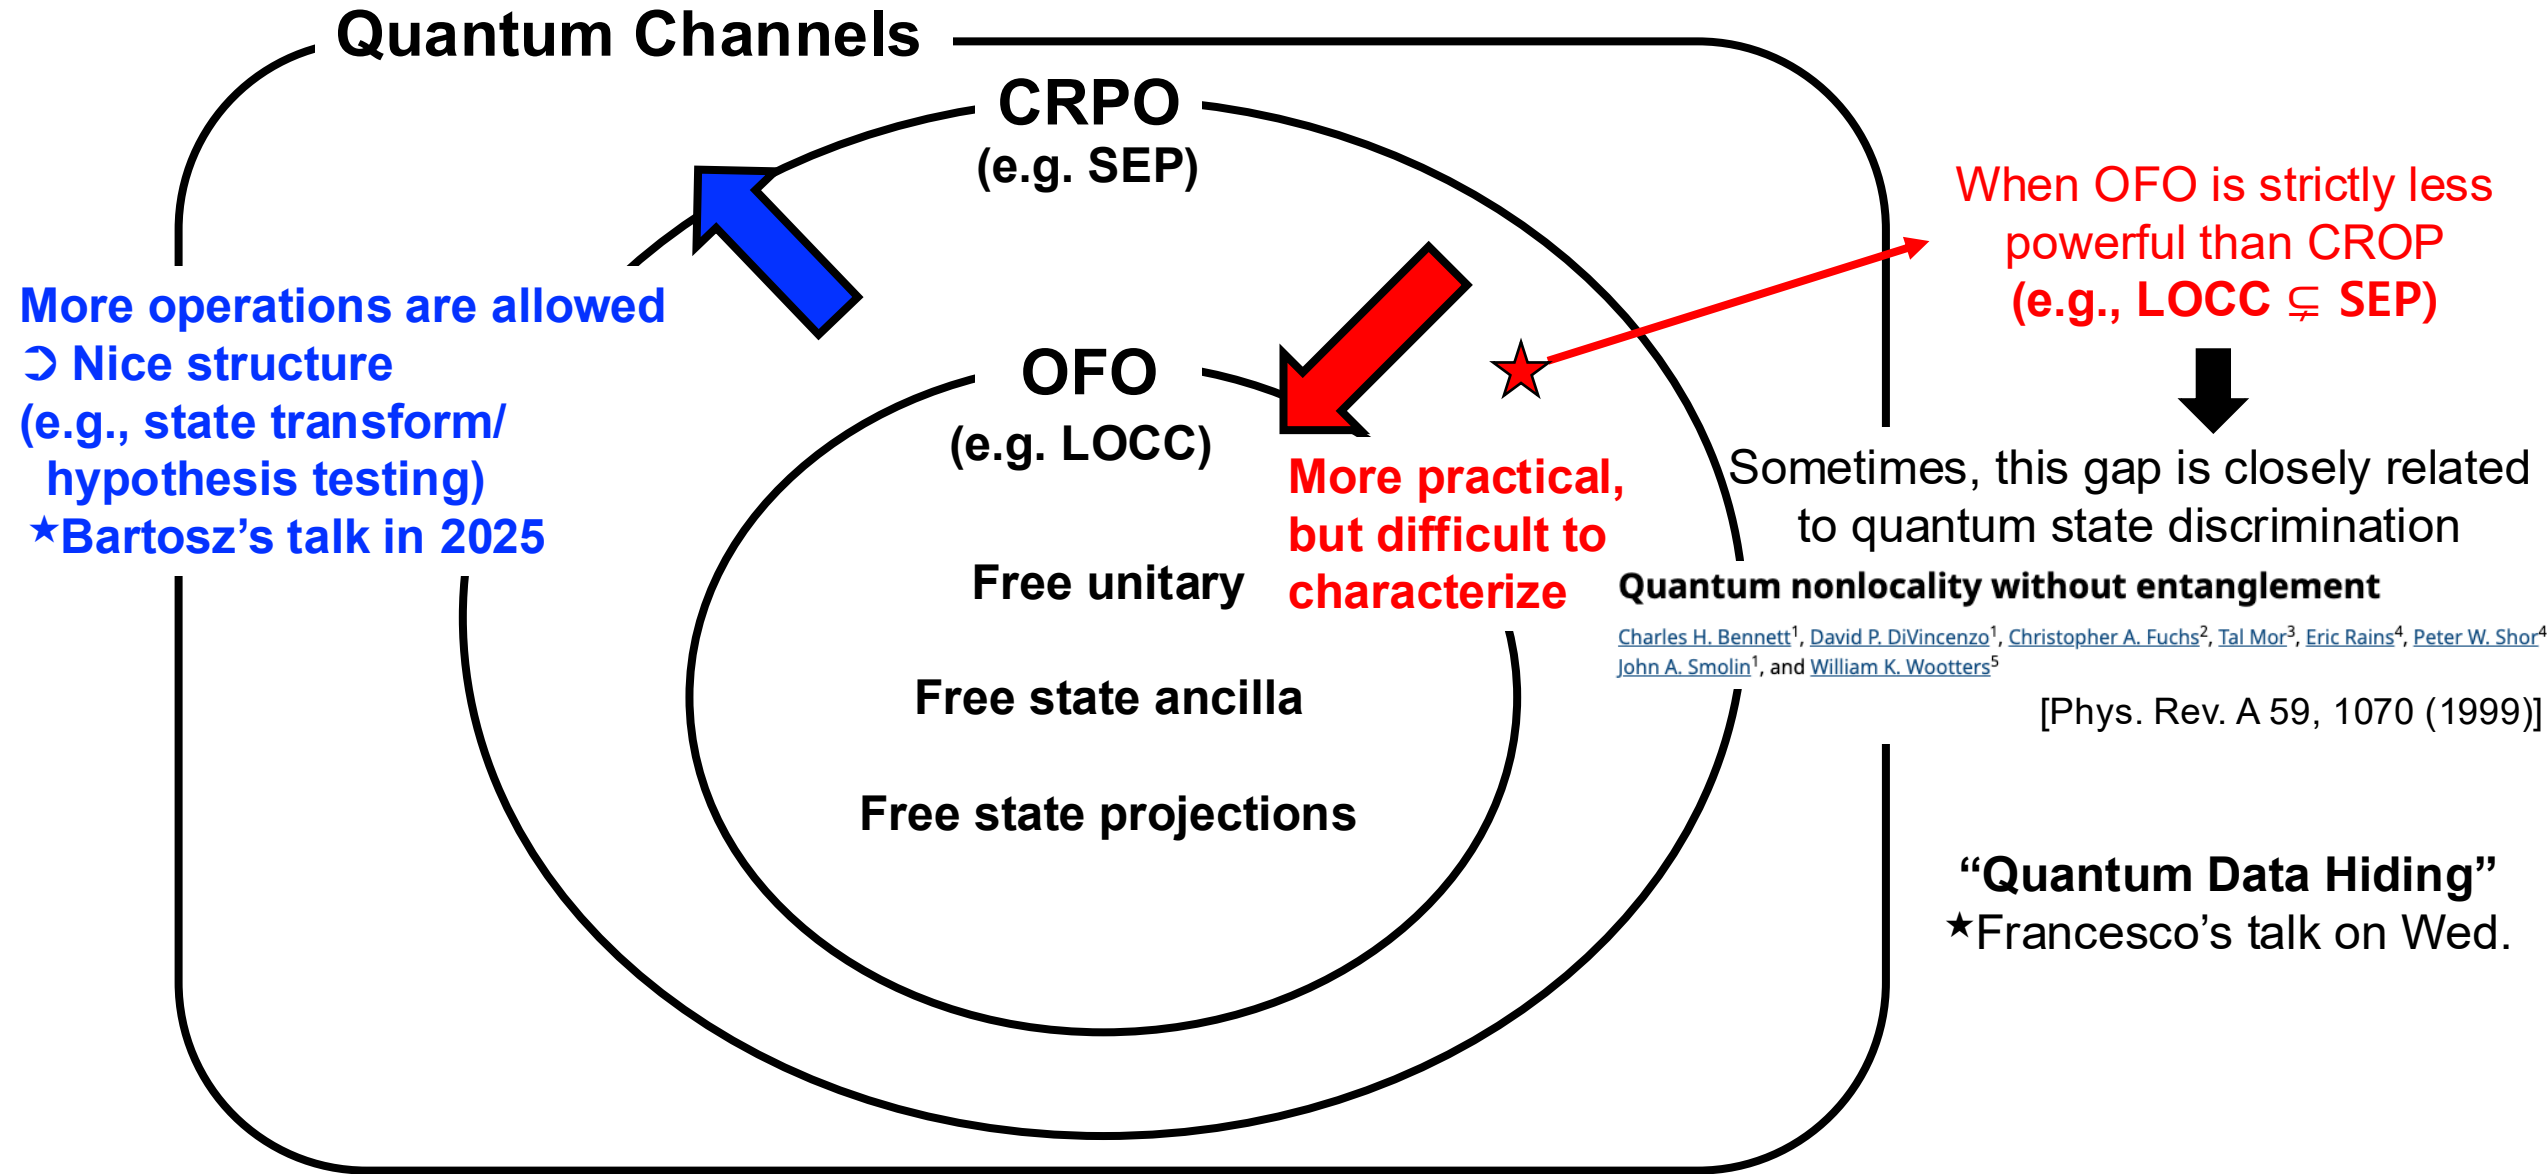 Quantum Channels
CRPO
(e.g. SEP)
OFO
(e.g. LOCC)
Free unitary
Free state ancilla
Free state projections
More operations are allowed
➲ Nice structure
(e.g., state transform/
hypothesis testing)
★Bartosz’s talk in 2025
More practical,
but difficult to
characterize
When OFO is strictly less
powerful than CROP
(e.g., LOCC ⊊ SEP)
Sometimes, this gap is closely related
to quantum state discrimination
Quantum nonlocality without entanglement
Charles H. Bennett¹, David P. DiVincenzo¹, Christopher A. Fuchs², Tal Mor³, Eric Rains⁴, Peter W. Shor⁴
John A. Smolin¹, and William K. Wootters⁵
[Phys. Rev. A 59, 1070 (1999)]
“Quantum Data Hiding”
★Francesco’s talk on Wed.